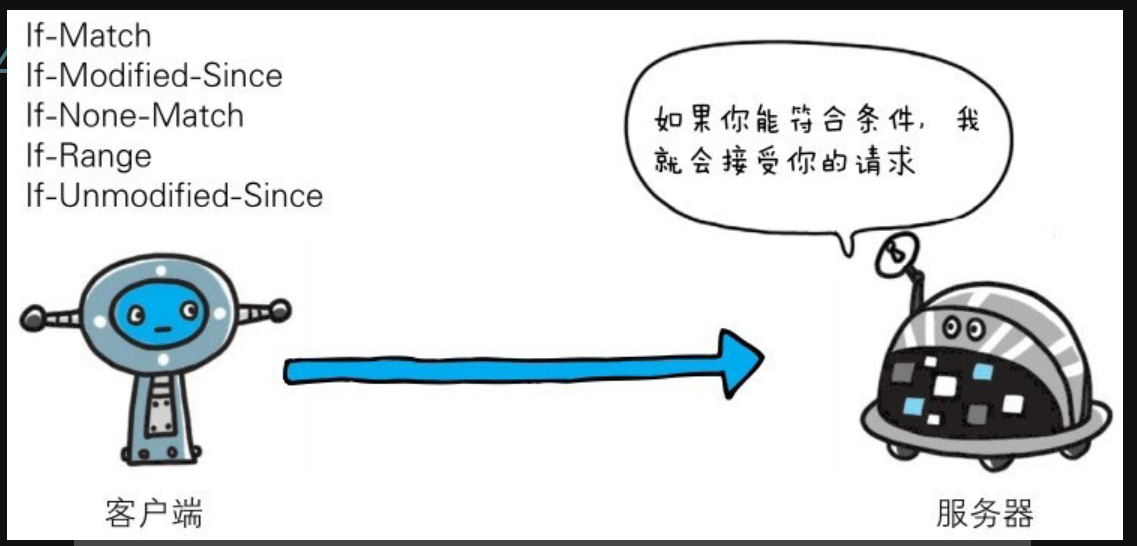 If-Match
If-Modified-Since
If-None-Match
If-Range
If-Unmodified-Since
如果你能符合条件, 我
就会接受你的请求
客户端
服务器